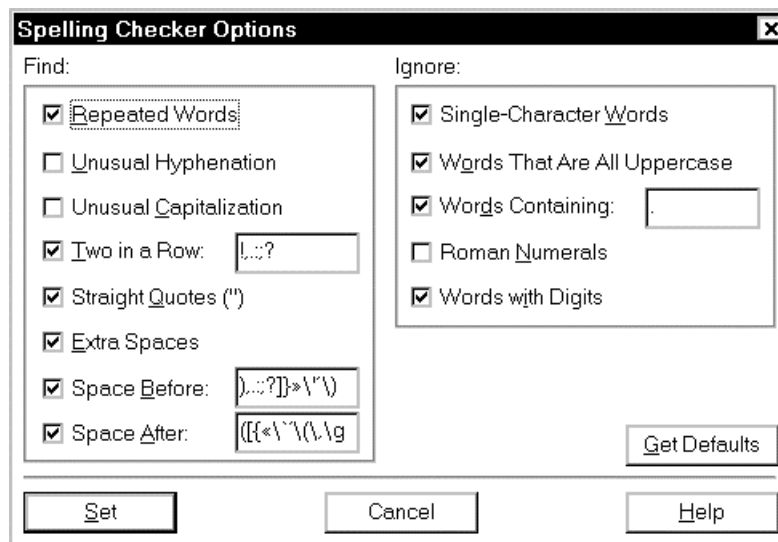 Spelling Checker Options
Find:
Repeated Words
Unusual Hyphenation
Unusual Capitalization
Two in a Row: !,.:;?
Straight Quotes (")
Extra Spaces
Space Before: ),.:;?]}»\"\)
Space After: ([{«\`\(\,\g
Ignore:
Single-Character Words
Words That Are All Uppercase
Words Containing: .
Roman Numerals
Words with Digits
Get Defaults
Set
Cancel
Help